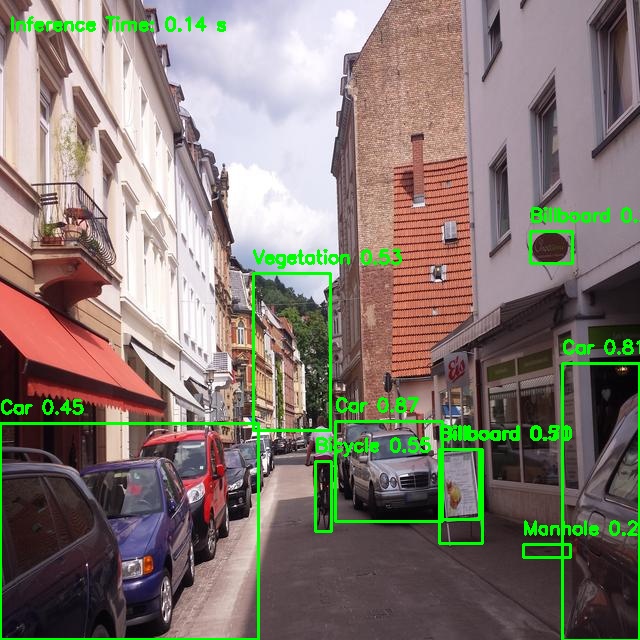 Inference Time: 0.14 s
Billboard 0.
Vegetation 0.53
Car 0.81
Car 0.45
Car 0.87
Bicycle 0.55
Billboard 0.
Manhole 0.2
Eis